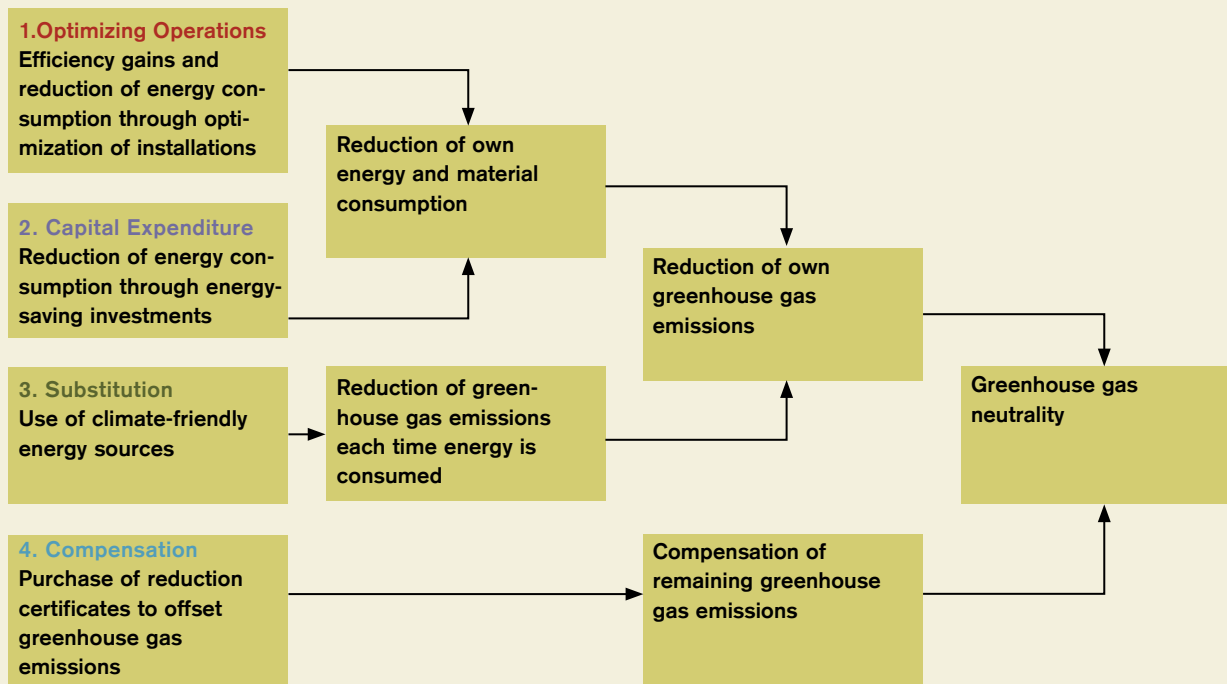 1.Optimizing Operations
Efficiency gains and
reduction of energy con-
sumption through opti-
mization of installations
Reduction of own
energy and material
consumption
2. Capital Expenditure
Reduction of energy con-
sumption through energy-
saving investments
Reduction of own
greenhouse gas
emissions
3. Substitution
Use of climate-friendly
energy sources
Reduction of green-
house gas emissions
each time energy is
consumed
Greenhouse gas
neutrality
4. Compensation
Purchase of reduction
certificates to offset
greenhouse gas
emissions
Compensation of
remaining greenhouse
gas emissions